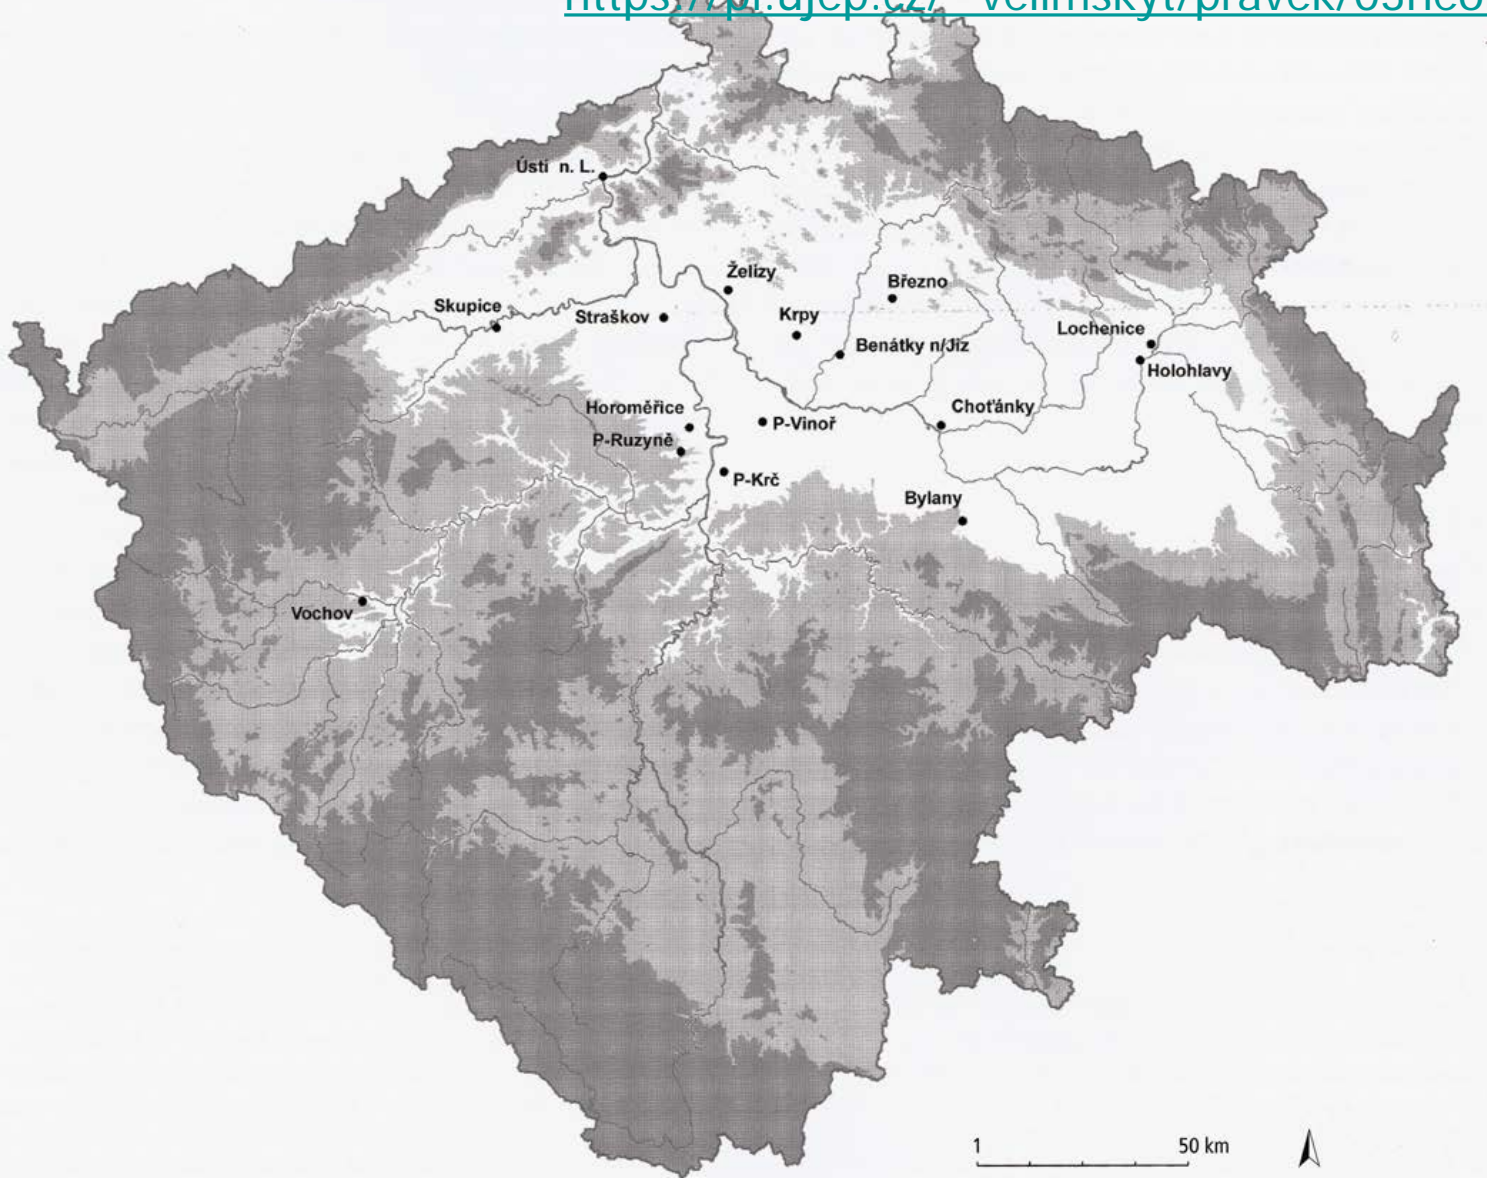 Ústí n. L.
Želízy
Březno
Skupice
Straškov
Krpy
Lochenice
Benátky n/Jiz
Holohlavy
Horoměřice
Choťánky
P-Vinoř
P-Ruzyně
P-Krč
Bylany
Vochov
1 50 km